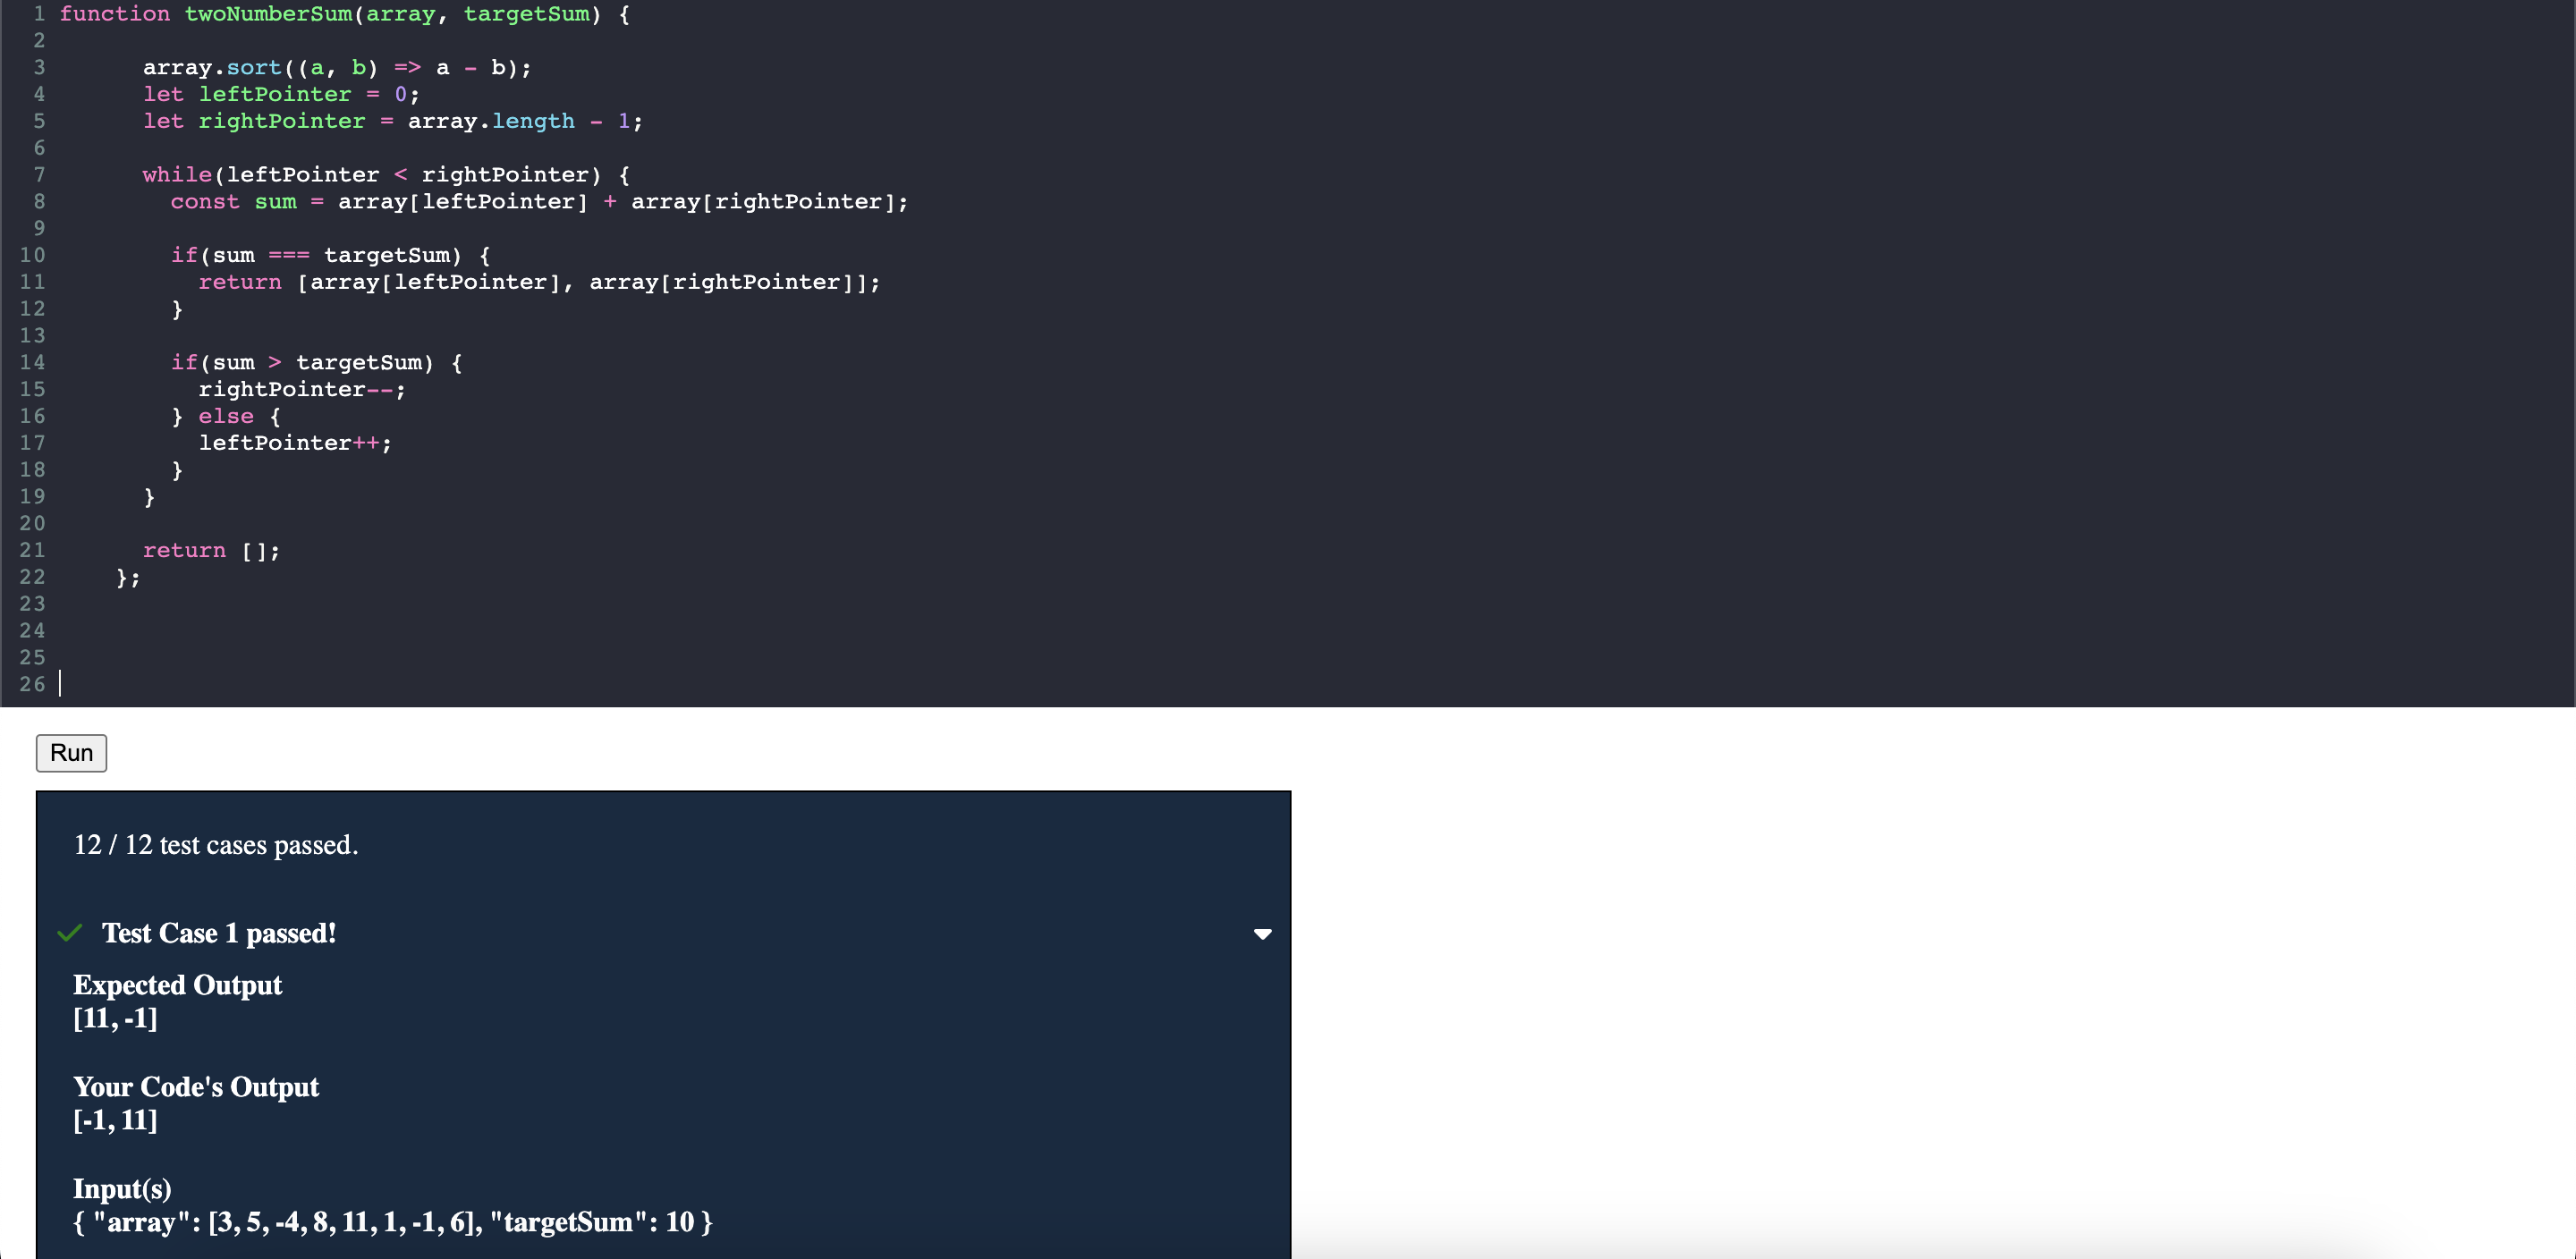 1 function twoNumberSum(array, targetSum) {
2
3       array.sort((a, b) => a - b);
4       let leftPointer = 0;
5       let rightPointer = array.length - 1;
6
7       while(leftPointer < rightPointer) {
8         const sum = array[leftPointer] + array[rightPointer];
9
10         if(sum === targetSum) {
11           return [array[leftPointer], array[rightPointer]];
12         }
13
14         if(sum > targetSum) {
15           rightPointer--;
16         } else {
17           leftPointer++;
18         }
19       }
20
21       return [];
22     };
23
24
25
26
Run
12 / 12 test cases passed.
Test Case 1 passed!
Expected Output
[11, -1]
Your Code's Output
[-1, 11]
Input(s)
{ "array": [3, 5, -4, 8, 11, 1, -1, 6], "targetSum": 10 }